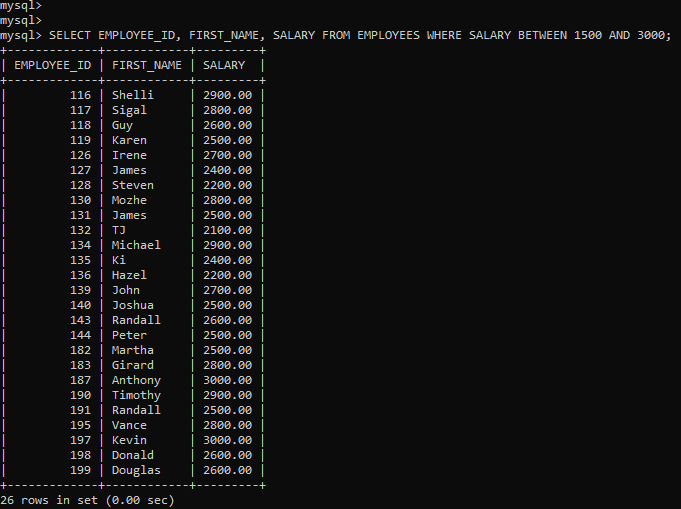 mysql>
mysql>
mysql> SELECT EMPLOYEE_ID, FIRST_NAME, SALARY FROM EMPLOYEES WHERE SALARY BETWEEN 1500 AND 3000;
+-------------+------------+---------+
| EMPLOYEE_ID | FIRST_NAME | SALARY  |
+-------------+------------+---------+
|         116 | Shelli     | 2900.00 |
|         117 | Sigal      | 2800.00 |
|         118 | Guy        | 2600.00 |
|         119 | Karen      | 2500.00 |
|         126 | Irene      | 2700.00 |
|         127 | James      | 2400.00 |
|         128 | Steven     | 2200.00 |
|         130 | Mozhe      | 2800.00 |
|         131 | James      | 2500.00 |
|         132 | TJ         | 2100.00 |
|         134 | Michael    | 2900.00 |
|         135 | Ki         | 2400.00 |
|         136 | Hazel      | 2200.00 |
|         139 | John       | 2700.00 |
|         140 | Joshua     | 2500.00 |
|         143 | Randall    | 2600.00 |
|         144 | Peter      | 2500.00 |
|         182 | Martha     | 2500.00 |
|         183 | Girard     | 2800.00 |
|         187 | Anthony    | 3000.00 |
|         190 | Timothy    | 2900.00 |
|         191 | Randall    | 2500.00 |
|         195 | Vance      | 2800.00 |
|         197 | Kevin      | 3000.00 |
|         198 | Donald     | 2600.00 |
|         199 | Douglas    | 2600.00 |
+-------------+------------+---------+
26 rows in set (0.00 sec)